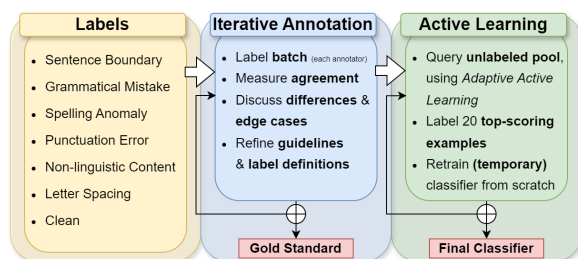 Labels
• Sentence Boundary
• Grammatical Mistake
• Spelling Anomaly
• Punctuation Error
• Non-linguistic Content
• Letter Spacing
• Clean
Iterative Annotation
• Label batch (each annotator)
• Measure agreement
• Discuss differences &
edge cases
• Refine guidelines
& label definitions
Gold Standard
Active Learning
• Query unlabeled pool,
using Adaptive Active
Learning
• Label 20 top-scoring
examples
• Retrain (temporary)
classifier from scratch
Final Classifier